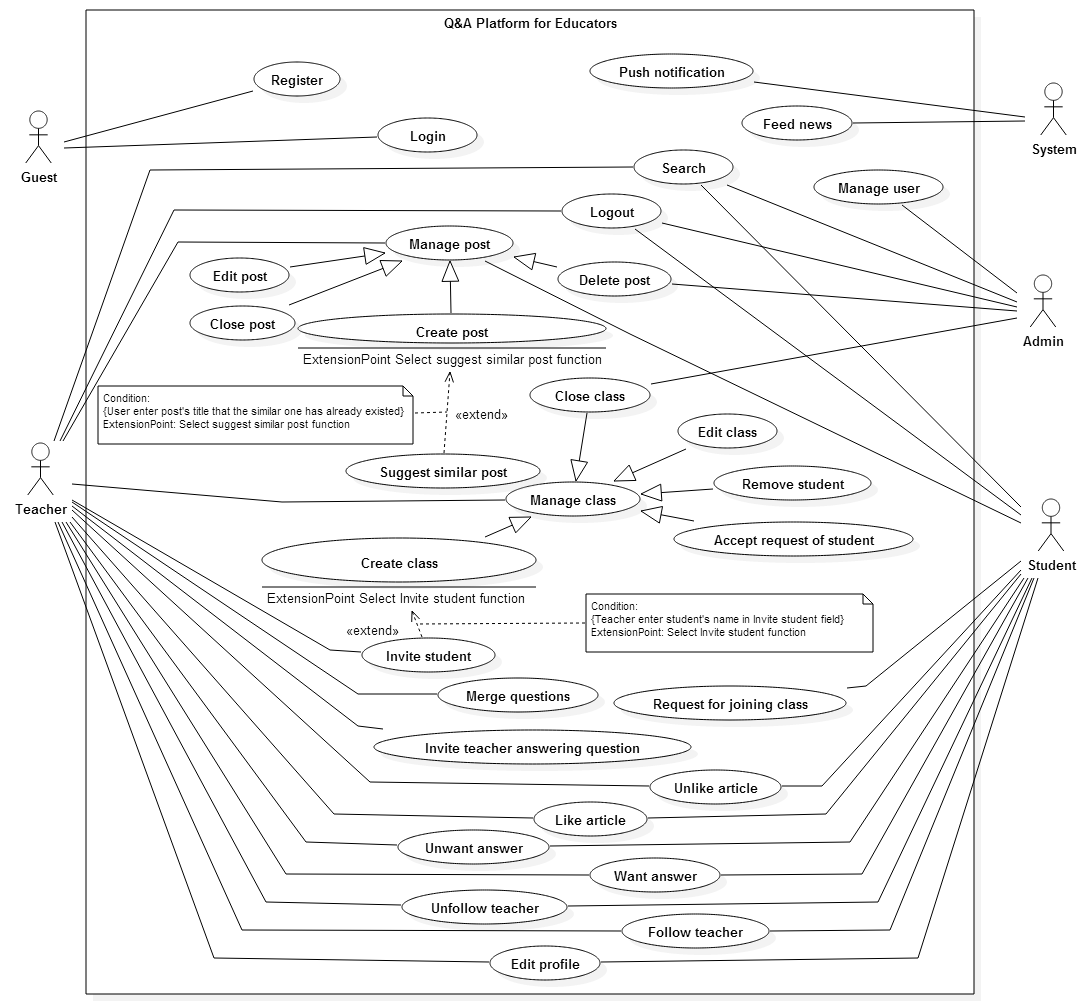 Q&A Platform for Educators
Register
Push notification
Feed news
Login
Guest
System
Search
Manage user
Logout
Manage post
Edit post
Delete post
Close post
Create post
Admin
ExtensionPoint Select suggest similar post function
Condition:
{User enter post's title that the similar one has already existed}
ExtensionPoint: Select suggest similar post function
«extend»
Close class
Edit class
Suggest similar post
Remove student
Manage class
Teacher
Accept request of student
Create class
Student
ExtensionPoint Select Invite student function
Condition:
{Teacher enter student's name in Invite student field}
ExtensionPoint: Select Invite student function
«extend»
Invite student
Merge questions
Request for joining class
Invite teacher answering question
Unlike article
Like article
Unwant answer
Want answer
Unfollow teacher
Follow teacher
Edit profile